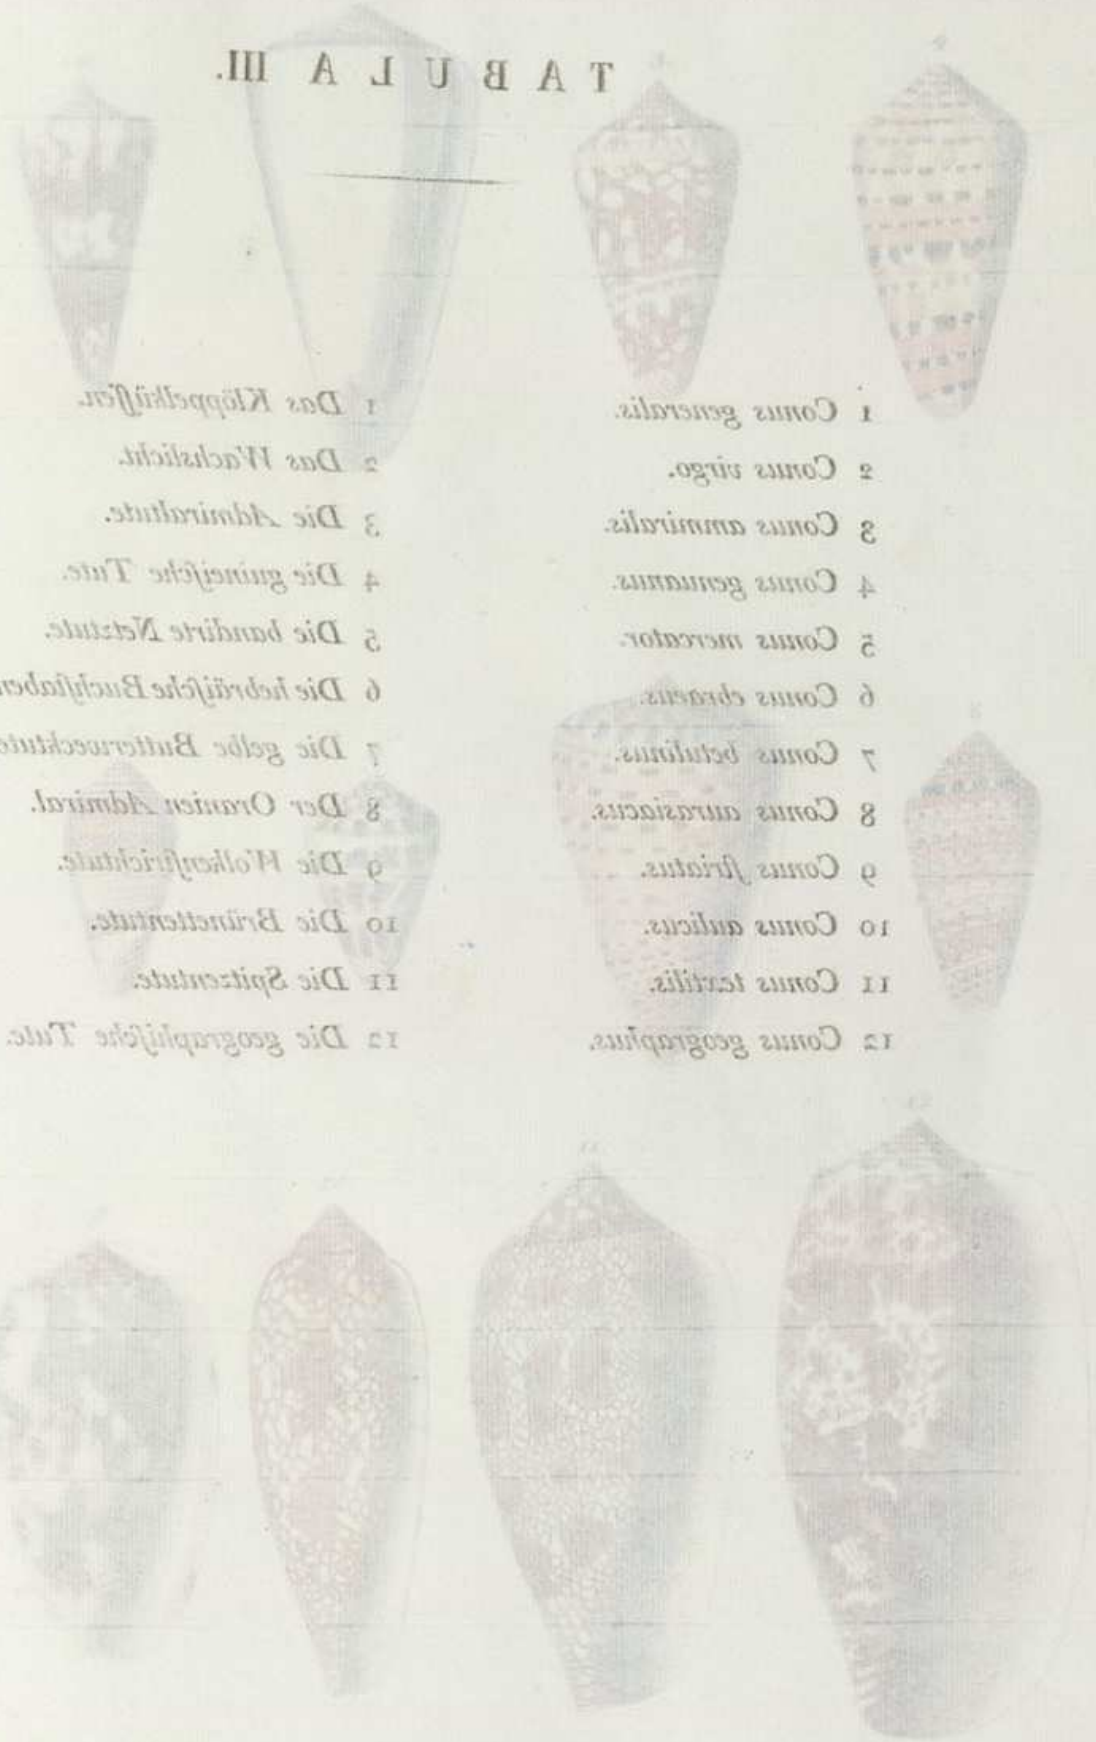 TABULA III.
1 Conus generalis.
2 Conus virgo.
3 Conus ammiralis.
4 Conus genuanus.
5 Conus mercator.
6 Conus ebraeus.
7 Conus betulinus.
8 Conus aurasiacus.
9 Conus ſtriatus.
10 Conus aulicus.
11 Conus textilis.
12 Conus geographus.
1 Das Klöppelküſſen.
2 Das Wachslicht.
3 Die Admiraltute.
4 Die guineiſche Tute.
5 Die bandirte Netztute.
6 Die hebräiſche Buchſtaben
7 Die gelbe Butterwecktute
8 Der Oranien Admiral.
9 Die Wolkenſtrichtute.
10 Die Brünettentute.
11 Die Spitzentute.
12 Die geographiſche Tute.